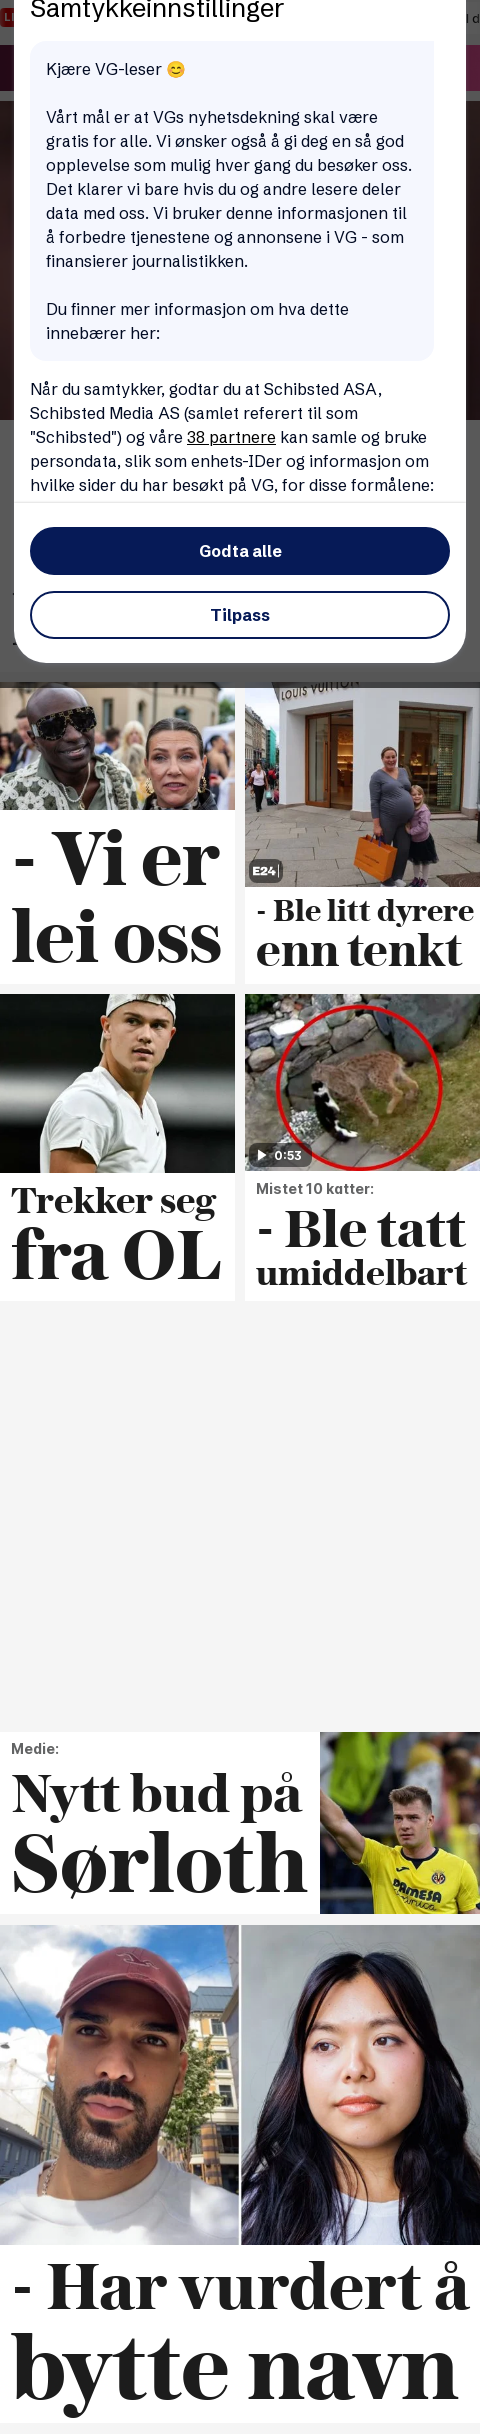 Samtykkeinnstillinger
Kjære VG-leser 😊
Vårt mål er at VGs nyhetsdekning skal være
gratis for alle. Vi ønsker også å gi deg en så god
opplevelse som mulig hver gang du besøker oss.
Det klarer vi bare hvis du og andre lesere deler
data med oss. Vi bruker denne informasjonen til
å forbedre tjenestene og annonsene i VG - som
finansierer journalistikken.
Du finner mer informasjon om hva dette
innebærer her:
Når du samtykker, godtar du at Schibsted ASA,
Schibsted Media AS (samlet referert til som
"Schibsted") og våre 38 partnere kan samle og bruke
persondata, slik som enhets-IDer og informasjon om
hvilke sider du har besøkt på VG, for disse formålene:
Godta alle
Tilpass
- Vi er
lei oss
LOUIS VUITTON
E24
- Ble litt dyrere
enn tenkt
Trekker seg
fra OL
0:53
Mistet 10 katter:
- Ble tatt
umiddelbart
Medie:
Nytt bud på
Sørloth
PAMESA
- Har vurdert å
bytte navn